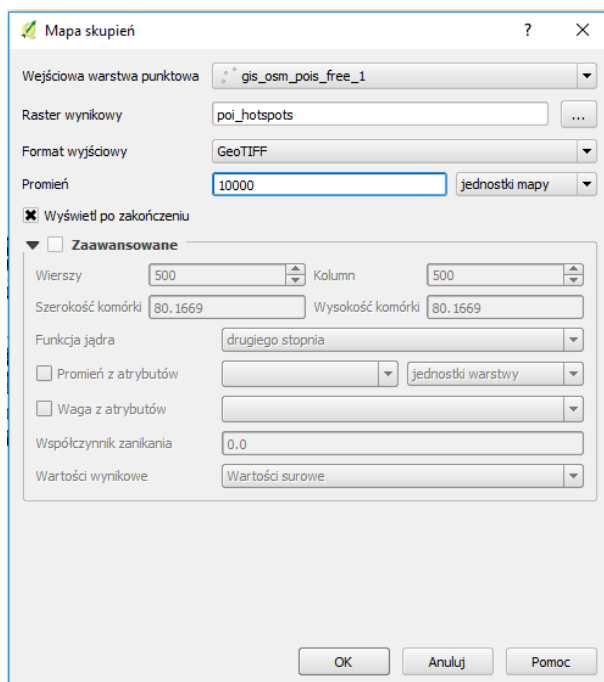 Mapa skupień ? ×
Wejściowa warstwa punktowa gis_osm_pois_free_1
Raster wynikowy poi_hotspots ...
Format wyjściowy GeoTIFF
Promień 10000 jednostki mapy
Wyświetl po zakończeniu
Zaawansowane
Wierszy 500 Kolumn 500
Szerokość komórki 80.1669 Wysokość komórki 80.1669
Funkcja jądra drugiego stopnia
Promień z atrybutów jednostki warstwy
Waga z atrybutów
Współczynnik zanikania 0.0
Wartości wynikowe Wartości surowe
OK Anuluj Pomoc